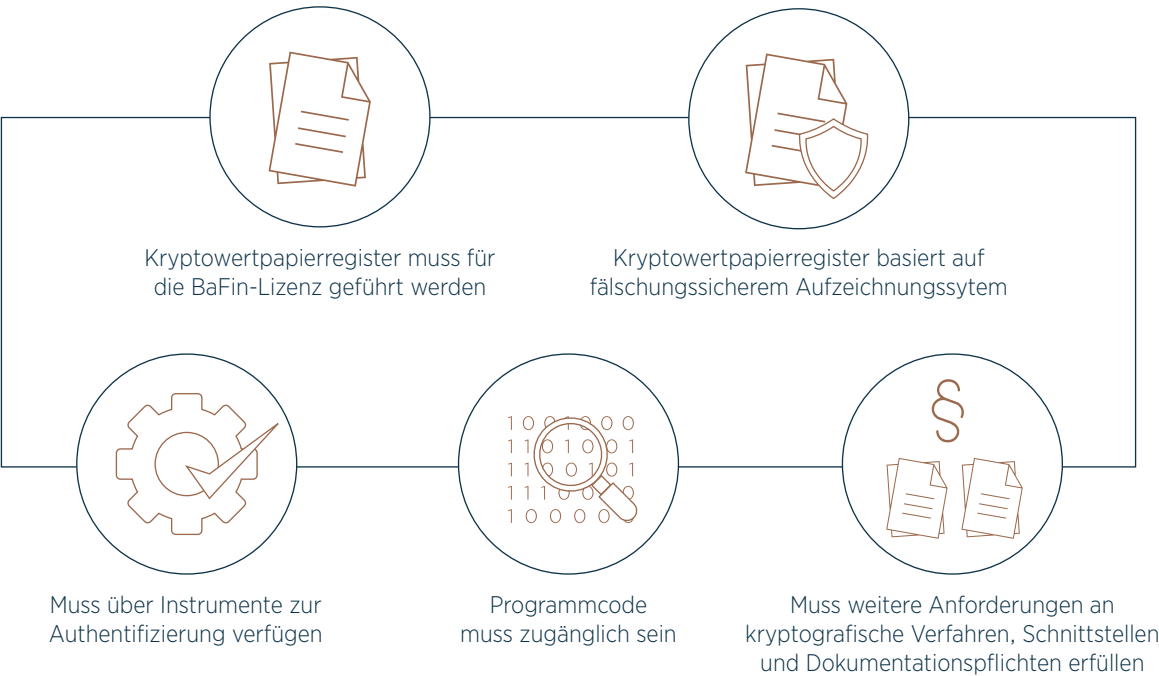 Kryptowertpapierregister muss für
die BaFin-Lizenz geführt werden
Kryptowertpapierregister basiert auf
fälschungssicherem Aufzeichnungssytem
§
1 0 0 1 0 0 0
1 1 0 1 0 0 1
1 1 0 0 1 0 1
1 1 1 0 0 0 0
1 0 0 0 0 0
Muss über Instrumente zur
Authentifizierung verfügen
Programmcode
muss zugänglich sein
Muss weitere Anforderungen an
kryptografische Verfahren, Schnittstellen
und Dokumentationspflichten erfüllen